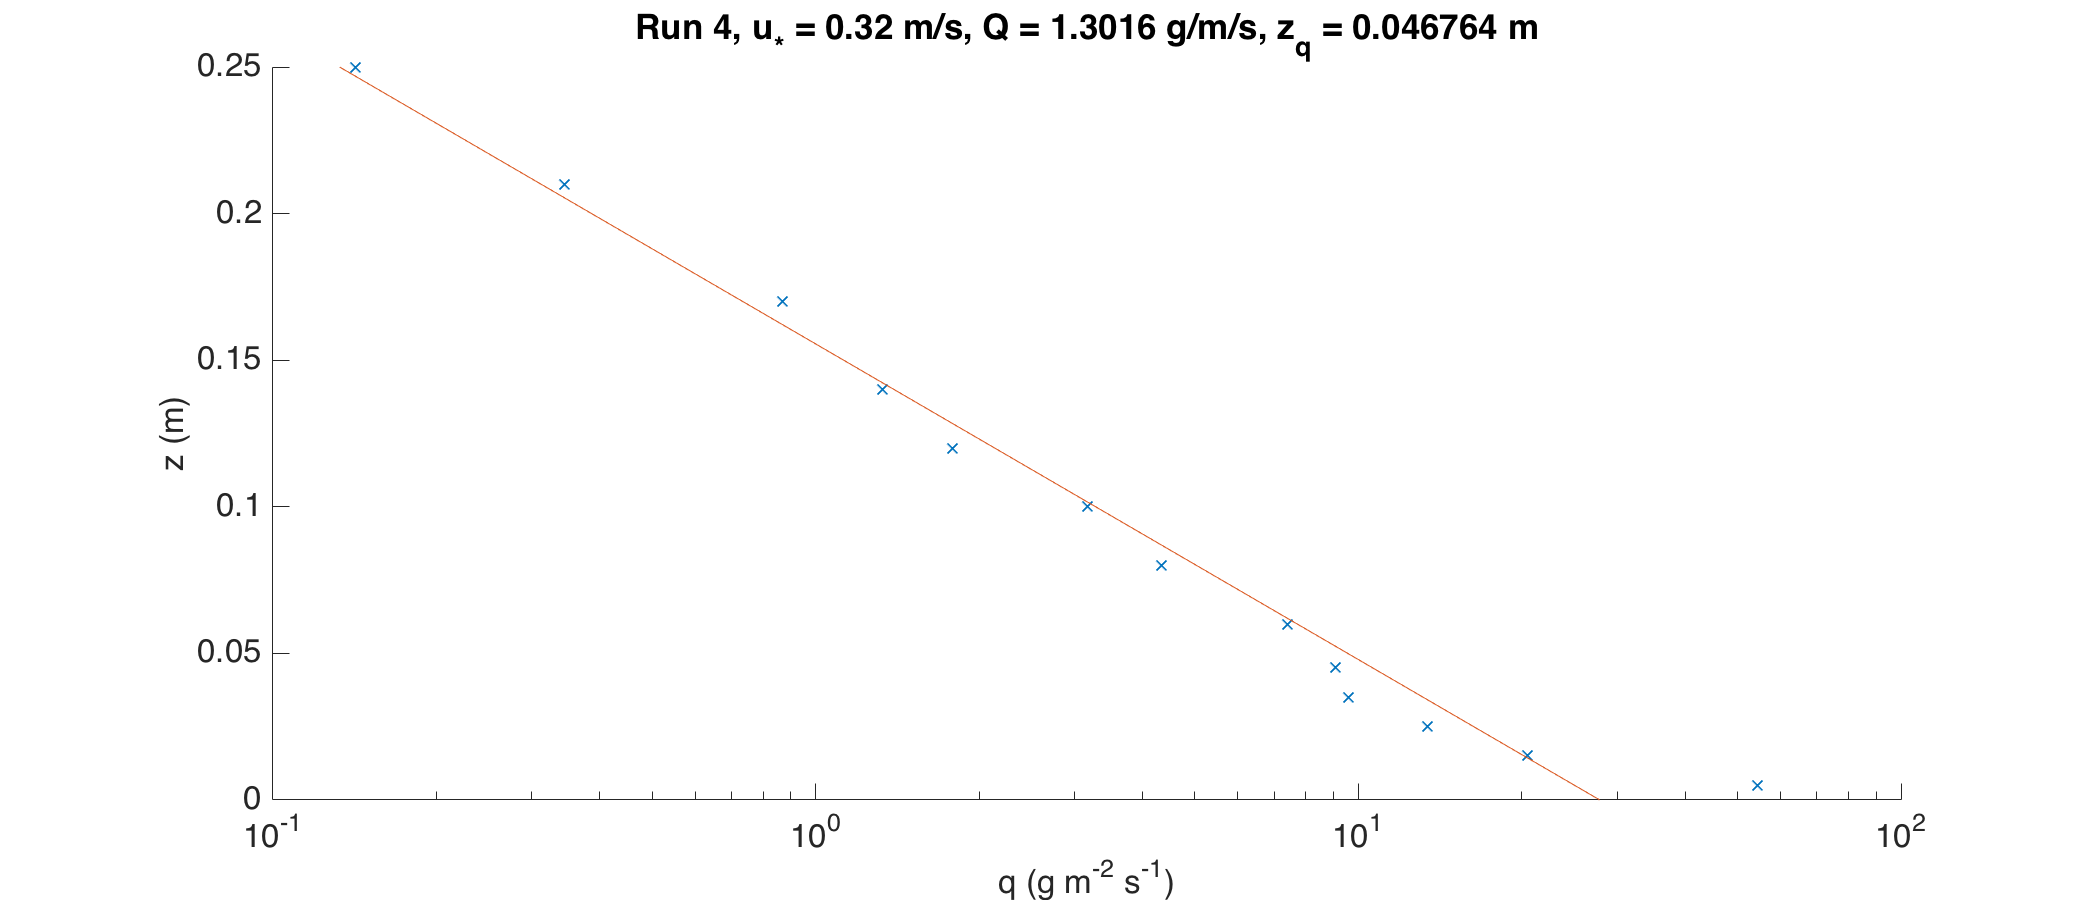 Run 4, u* = 0.32 m/s, Q = 1.3016 g/m/s, zq = 0.046764 m
0.25
0.2
0.15
0.1
0.05
0
z (m)
10-1 100 101 102
q (g m-2 s-1)